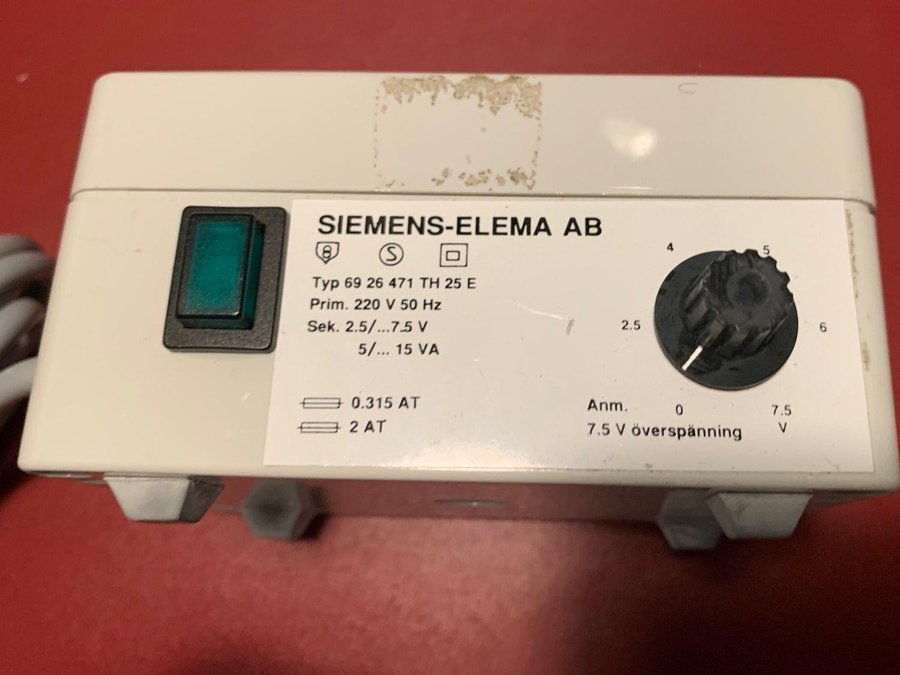 SIEMENS-ELEMA AB
8 S
Typ 69 26 471 TH 25 E
Prim. 220 V 50 Hz
Sek. 2.5/...7.5 V
5/... 15 VA
0.315 AT
2 AT
4 5
2.5 6
0 7.5
V
Anm.
7.5 V överspänning